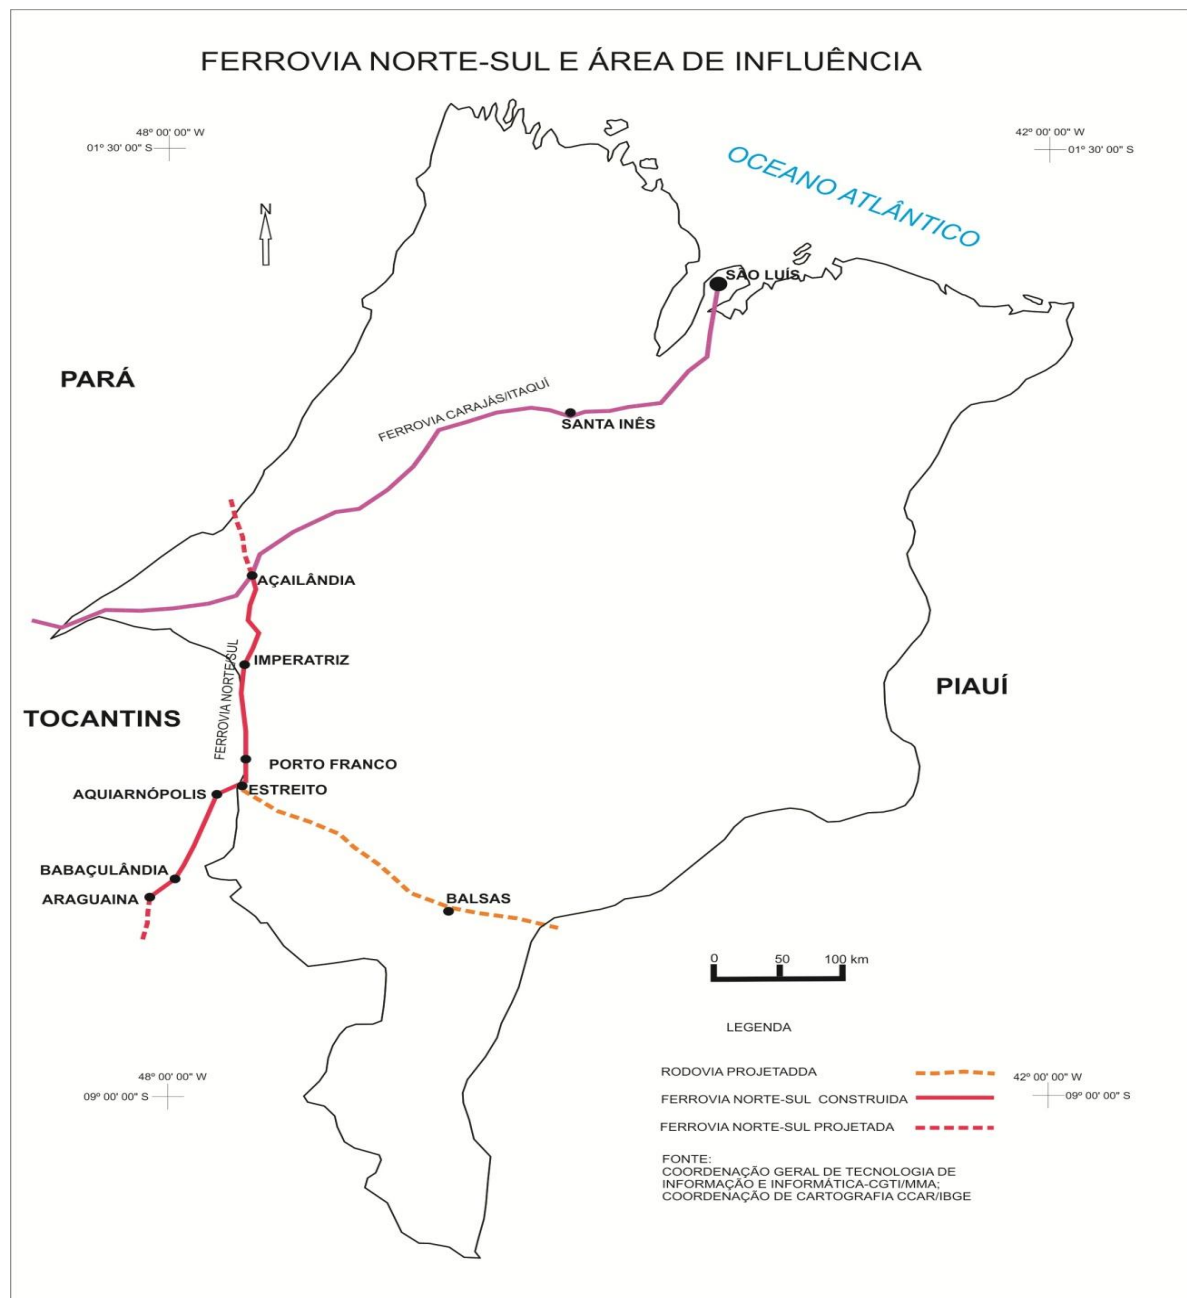 FERROVIA NORTE-SUL E ÁREA DE INFLUÊNCIA
48º 00' 00" W
01º 30' 00" S
42º 00' 00" W
01º 30' 00" S
OCEANO ATLÂNTICO
N
SÃO LUÍS
PARÁ
FERROVIA CARAJÁS/ITAQUÍ
SANTA INÊS
AÇAILÂNDIA
IMPERATRIZ
FERROVIA NORTE/SUL
PIAUÍ
TOCANTINS
PORTO FRANCO
ESTREITO
AQUIARNÓPOLIS
BABAÇULÂNDIA
ARAGUAINA
BALSAS
0 50 100 km
LEGENDA
RODOVIA PROJETADDA
FERROVIA NORTE-SUL CONSTRUIDA
FERROVIA NORTE-SUL PROJETADA
48º 00' 00" W
09º 00' 00" S
42º 00' 00" W
09º 00' 00" S
FONTE:
COORDENAÇÃO GERAL DE TECNOLOGIA DE
INFORMAÇÃO E INFORMÁTICA-CGTI/MMA;
COORDENAÇÃO DE CARTOGRAFIA CCAR/IBGE